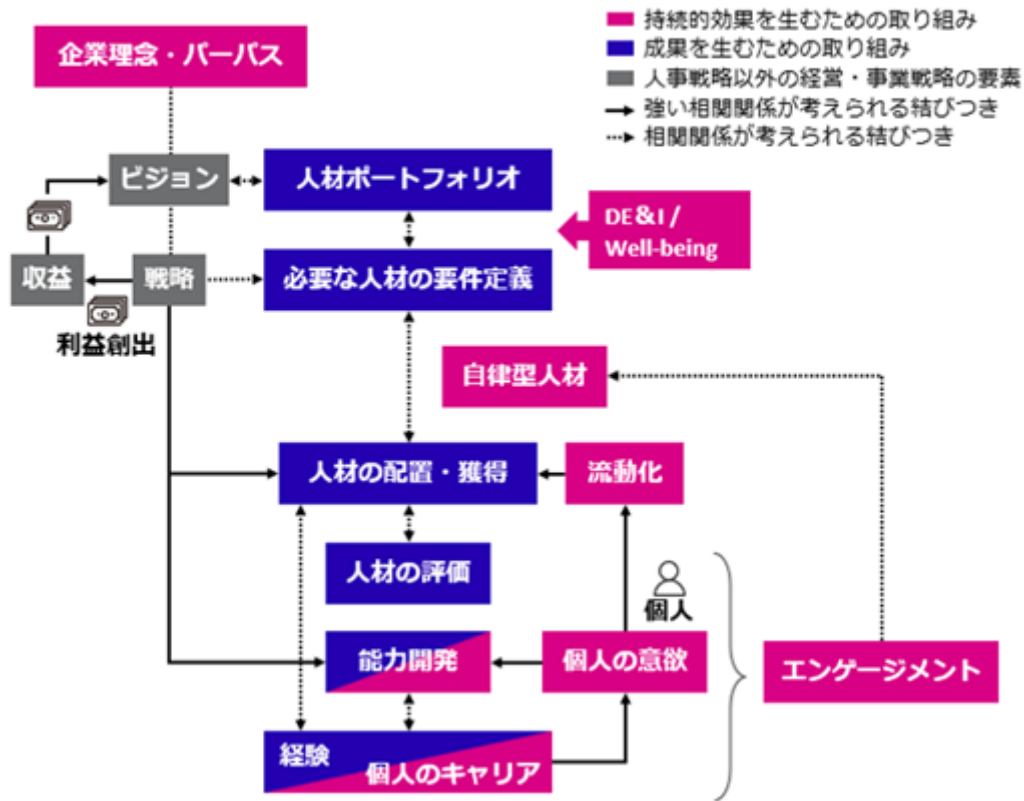 持続的効果を生むための取り組み
成果を生むための取り組み
人事戦略以外の経営・事業戦略の要素
強い相関関係が考えられる結びつき
相関関係が考えられる結びつき
企業理念・パーパス
ビジョン
人材ポートフォリオ
DE&I/
Well-being
収益
戦略
必要な人材の要件定義
利益創出
自律型人材
人材の配置・獲得
流動化
人材の評価
個人
能力開発
個人の意欲
エンゲージメント
経験
個人のキャリア